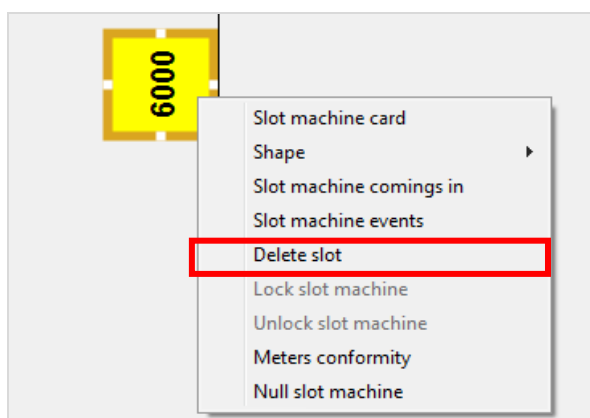 6000
Slot machine card
Shape
Slot machine comings in
Slot machine events
Delete slot
Lock slot machine
Unlock slot machine
Meters conformity
Null slot machine